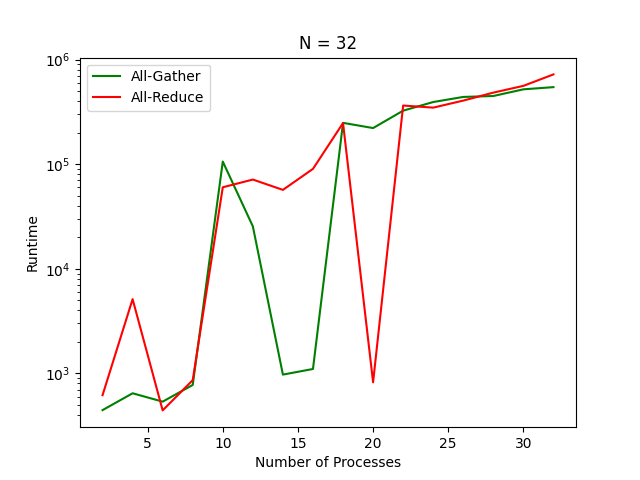 N = 32
All-Gather
All-Reduce
10^6
10^5
10^4
10^3
Runtime
5
10
15
20
25
30
Number of Processes